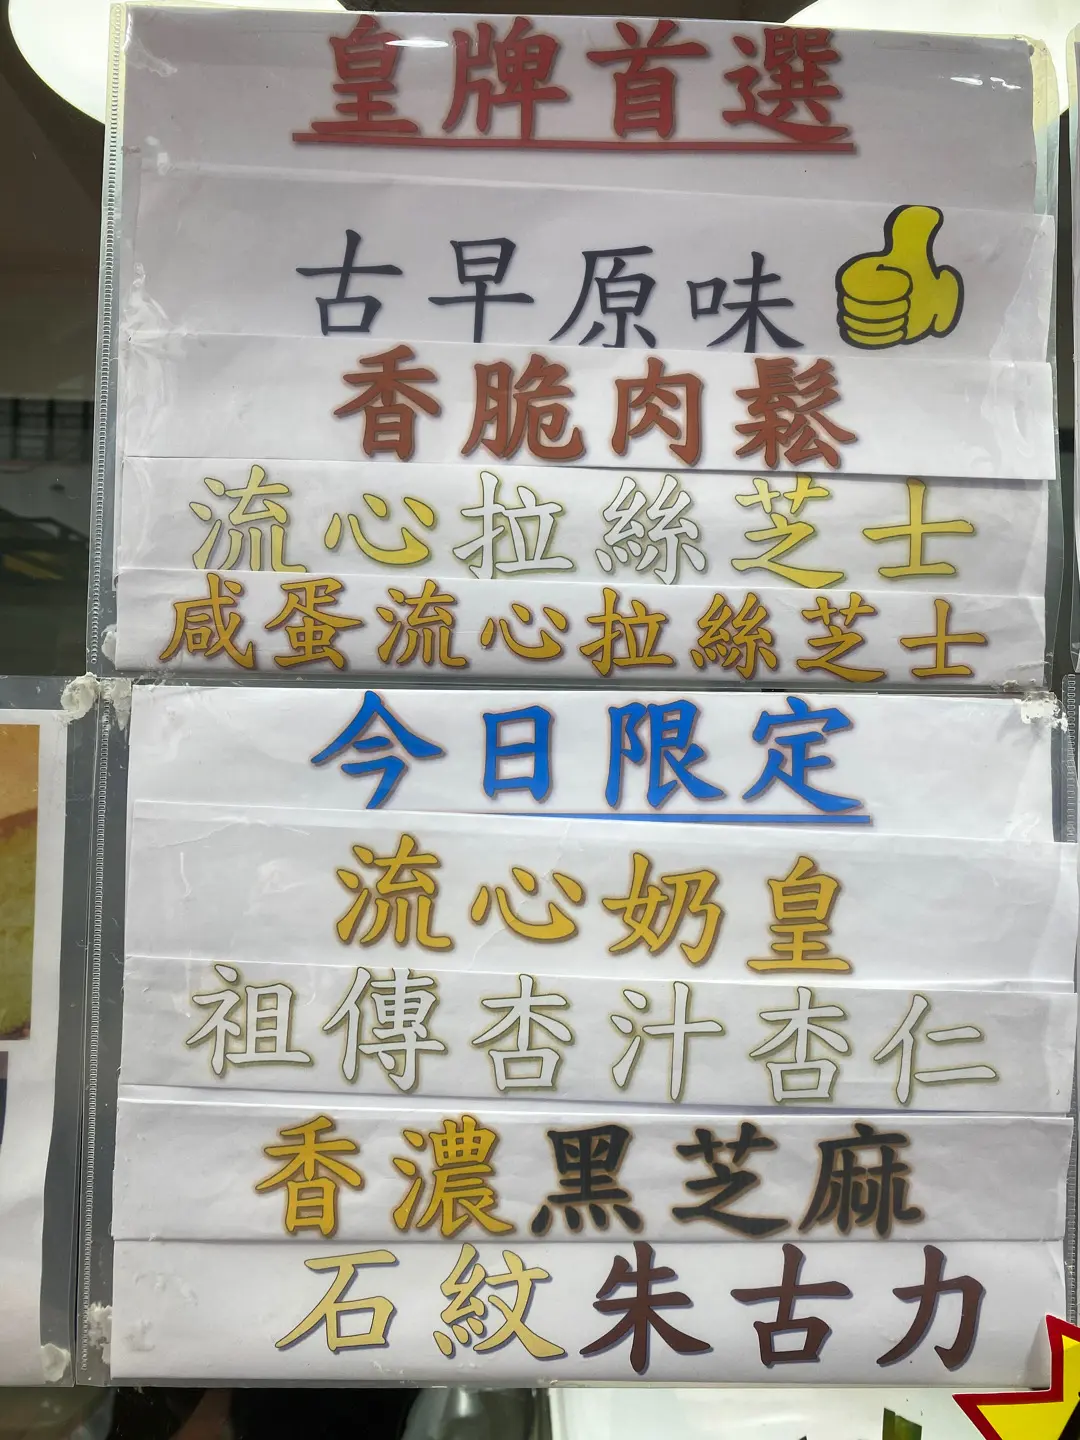 皇牌首選
古早原味
香脆肉鬆
流心拉絲芝士
咸蛋流心拉絲芝士
今日限定
流心奶皇
祖傳杏汁杏仁
香濃黑芝麻
石紋朱古力